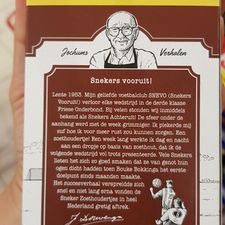 Jochums
Verhalen
Snekers vooruit!
Lente 1953. Mijn geliefde voetbalclub SNEVO (Snekers
Vooruit!) verloor elke wedstrijd in de derde klasse
Friese Onderbond. Bij velen stonden wij inmiddels
bekend als Snekers Achteruit! De sfeer onder de
aanhang werd met de week grimmiger. Ik piekerde mij
suf hoe ik voor meer rust zou kunnen zorgen. Een
zoethoudertje! Een week lang werkte ik dag en nacht
aan een dropje op basis van zoethout, dat ik de
volgende wedstrijd vol trots presenteerde. Vele Snekers
lieten het zich zo goed smaken dat ze van genot hun
ogen dicht hadden toen Bouke Bokkinga het eerste
doelpunt sinds maanden maakte.
Het succesverhaal verspreidde zich
snel en niet lang erna vonden de
Sneker Zoethoudertjes in heel
Nederland gretig aftrek.